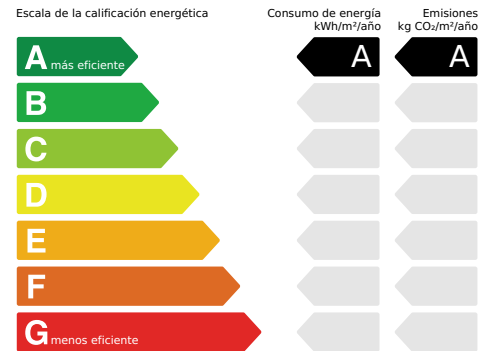 Escala de la calificación energética
Consumo de energía
kWh/m²/año
Emisiones
kg CO₂/m²/año
A más eficiente
A
A
B
C
D
E
F
G menos eficiente